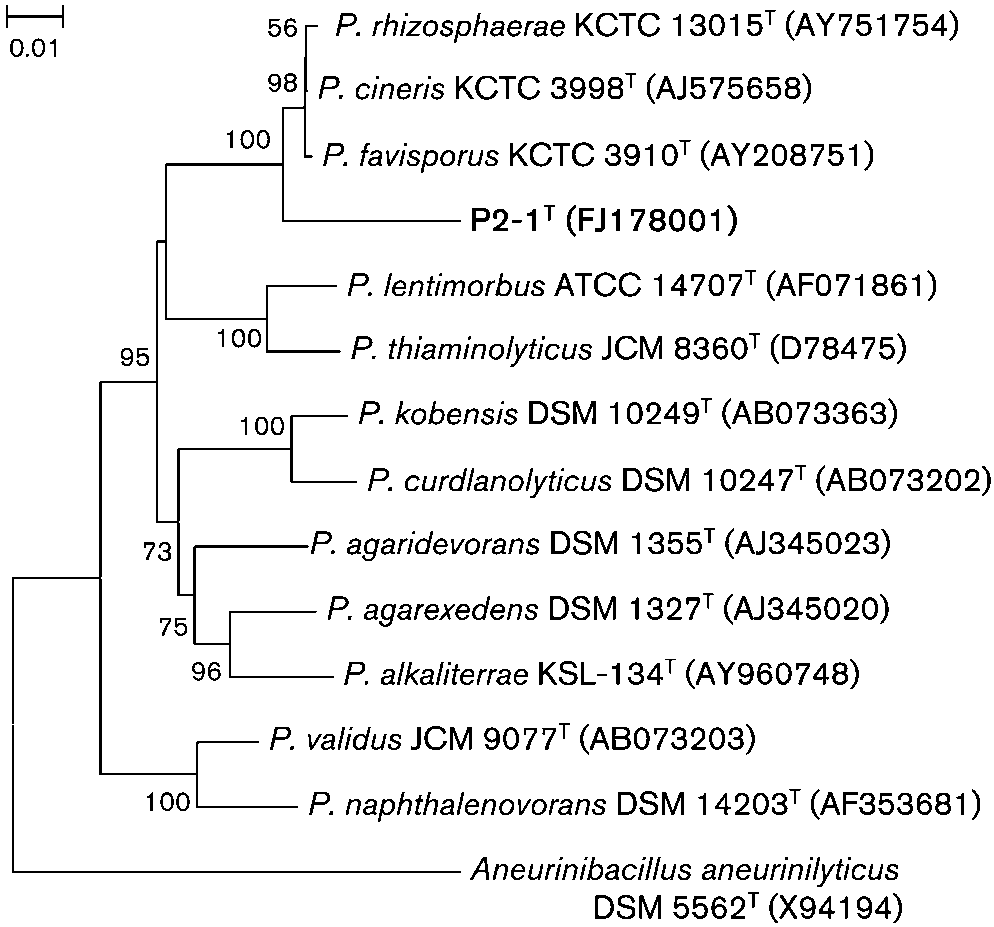 0.01
56
P. rhizosphaerae KCTC 13015ᵀ (AY751754)
98
P. cineris KCTC 3998ᵀ (AJ575658)
100
P. favisporus KCTC 3910ᵀ (AY208751)
P2-1ᵀ (FJ178001)
P. lentimorbus ATCC 14707ᵀ (AF071861)
100
P. thiaminolyticus JCM 8360ᵀ (D78475)
95
P. kobensis DSM 10249ᵀ (AB073363)
100
P. curdlanolyticus DSM 10247ᵀ (AB073202)
P. agaridevorans DSM 1355ᵀ (AJ345023)
73
P. agarexedens DSM 1327ᵀ (AJ345020)
75
96
P. alkaliterrae KSL-134ᵀ (AY960748)
P. validus JCM 9077ᵀ (AB073203)
100
P. naphthalenovorans DSM 14203ᵀ (AF353681)
Aneurinibacillus aneurinilyticus
DSM 5562ᵀ (X94194)